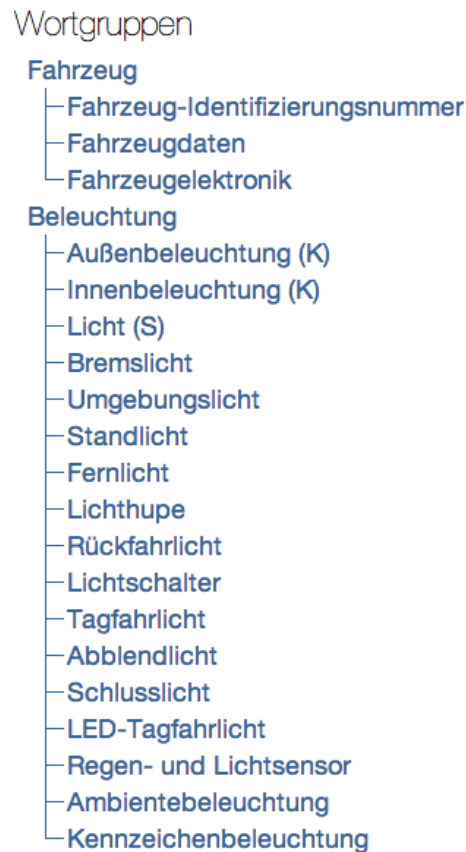 Wortgruppen
Fahrzeug
Fahrzeug-Identifizierungsnummer
Fahrzeugdaten
Fahrzeugelektronik
Beleuchtung
Außenbeleuchtung (K)
Innenbeleuchtung (K)
Licht (S)
Bremslicht
Umgebungslicht
Standlicht
Fernlicht
Lichthupe
Rückfahrlicht
Lichtschalter
Tagfahrlicht
Abblendlicht
Schlusslicht
LED-Tagfahrlicht
Regen- und Lichtsensor
Ambientebeleuchtung
Kennzeichenbeleuchtung